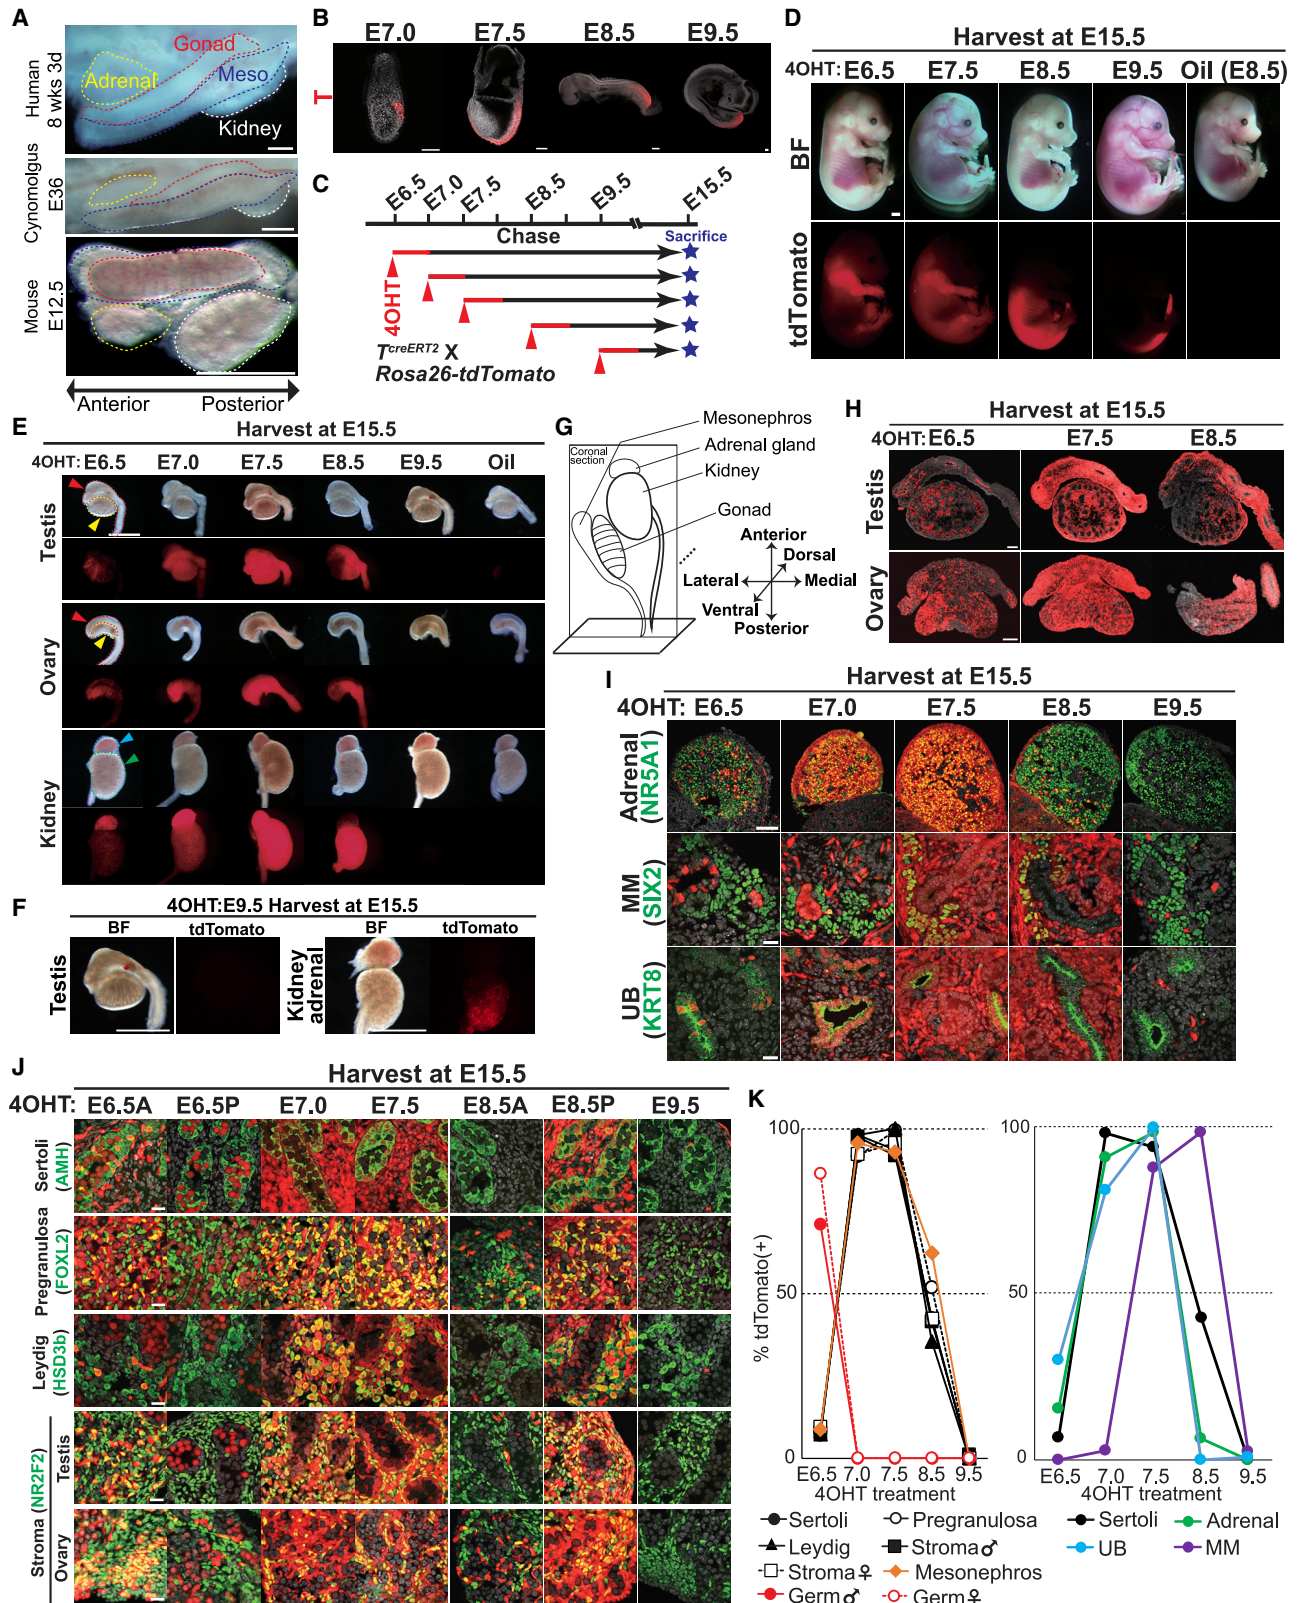 A
Human
8 wks 3d
Gonad
Adrenal
Meso
Kidney
Cynomolgus
E36
Mouse
E12.5
Anterior
Posterior
B
E7.0
E7.5
E8.5
E9.5
T
C
E6.5
E7.0
E7.5
E8.5
E9.5
E15.5
Chase
Sacrifice
4OHT
TcreERT2 X
Rosa26-tdTomato
D
Harvest at E15.5
4OHT: E6.5 E7.5 E8.5 E9.5 Oil (E8.5)
BF
tdTomato
E
Harvest at E15.5
4OHT: E6.5 E7.0 E7.5 E8.5 E9.5 Oil
Testis
Ovary
Kidney
F
4OHT:E9.5 Harvest at E15.5
BF tdTomato BF tdTomato
Testis
Kidney
adrenal
G
Coronal
section
Mesonephros
Adrenal gland
Kidney
Gonad
Anterior
Dorsal
Lateral
Medial
Ventral
Posterior
H
Harvest at E15.5
4OHT: E6.5 E7.5 E8.5
Testis
Ovary
I
Harvest at E15.5
4OHT: E6.5 E7.0 E7.5 E8.5 E9.5
Adrenal
(NR5A1)
MM
(SIX2)
UB
(KRT8)
J
Harvest at E15.5
4OHT: E6.5A E6.5P E7.0 E7.5 E8.5A E8.5P E9.5
Sertoli
(AMH)
Pregranulosa
(FOXL2)
Leydig
(HSD3b)
Stroma (NR2F2)
Testis
Ovary
K
% tdTomato(+)
100
50
0
E6.5 7.0 7.5 8.5 9.5
4OHT treatment
Sertoli
Pregranulosa
Leydig
Stroma♂
Stroma♀
Mesonephros
Germ♂
Germ♀
100
50
0
E6.5 7.0 7.5 8.5 9.5
4OHT treatment
Sertoli
Adrenal
UB
MM